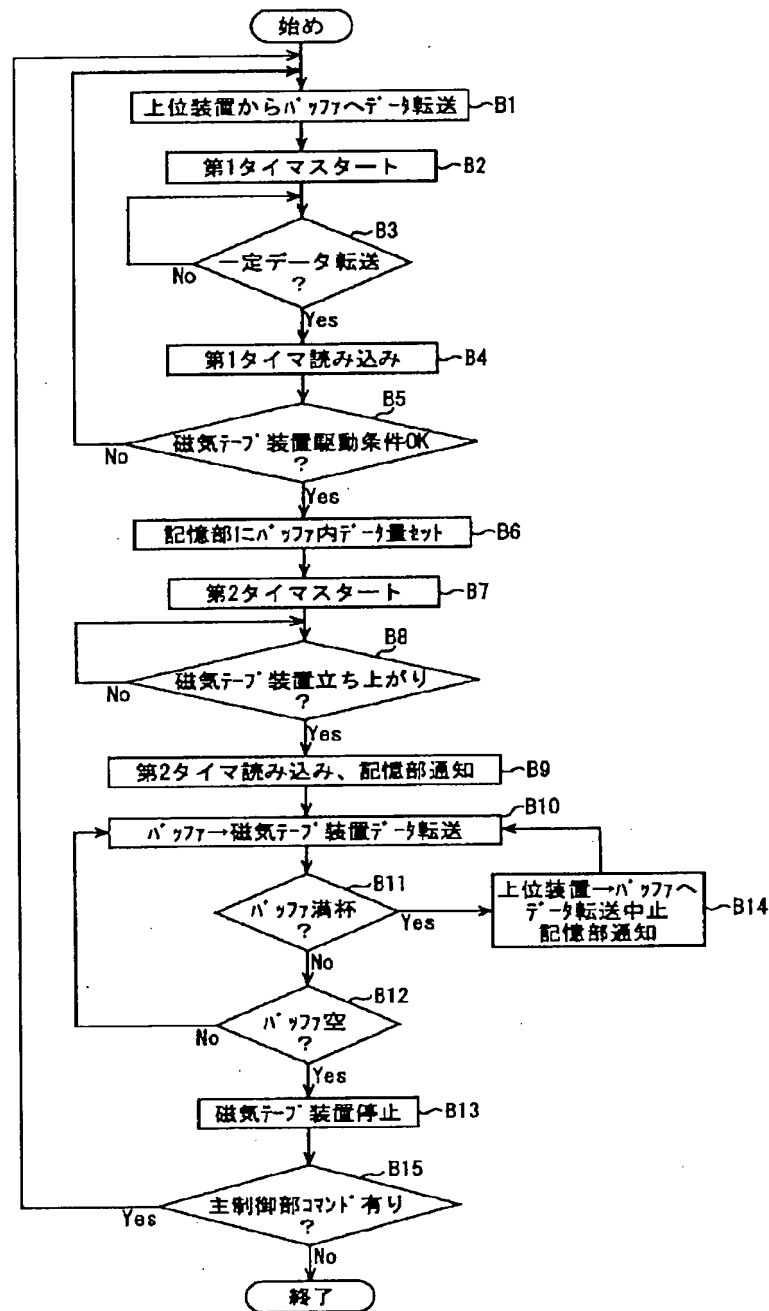 始め
上位装置からバッファへデータ転送
B1
第1タイマスタート
B2
B3
一定データ転送
?
No
Yes
第1タイマ読み込み
B4
B5
磁気テープ装置駆動条件OK
?
No
Yes
記憶部にバッファ内データ量セット
B6
第2タイマスタート
B7
B8
磁気テープ装置立ち上がり
?
No
Yes
第2タイマ読み込み、記憶部通知
B9
B10
バッファ→磁気テープ装置データ転送
B11
バッファ満杯
?
Yes
No
上位装置→バッファへ
データ転送中止
記憶部通知
B14
B12
バッファ空
?
No
Yes
磁気テープ装置停止
B13
B15
主制御部コマンド有り
?
Yes
No
終了